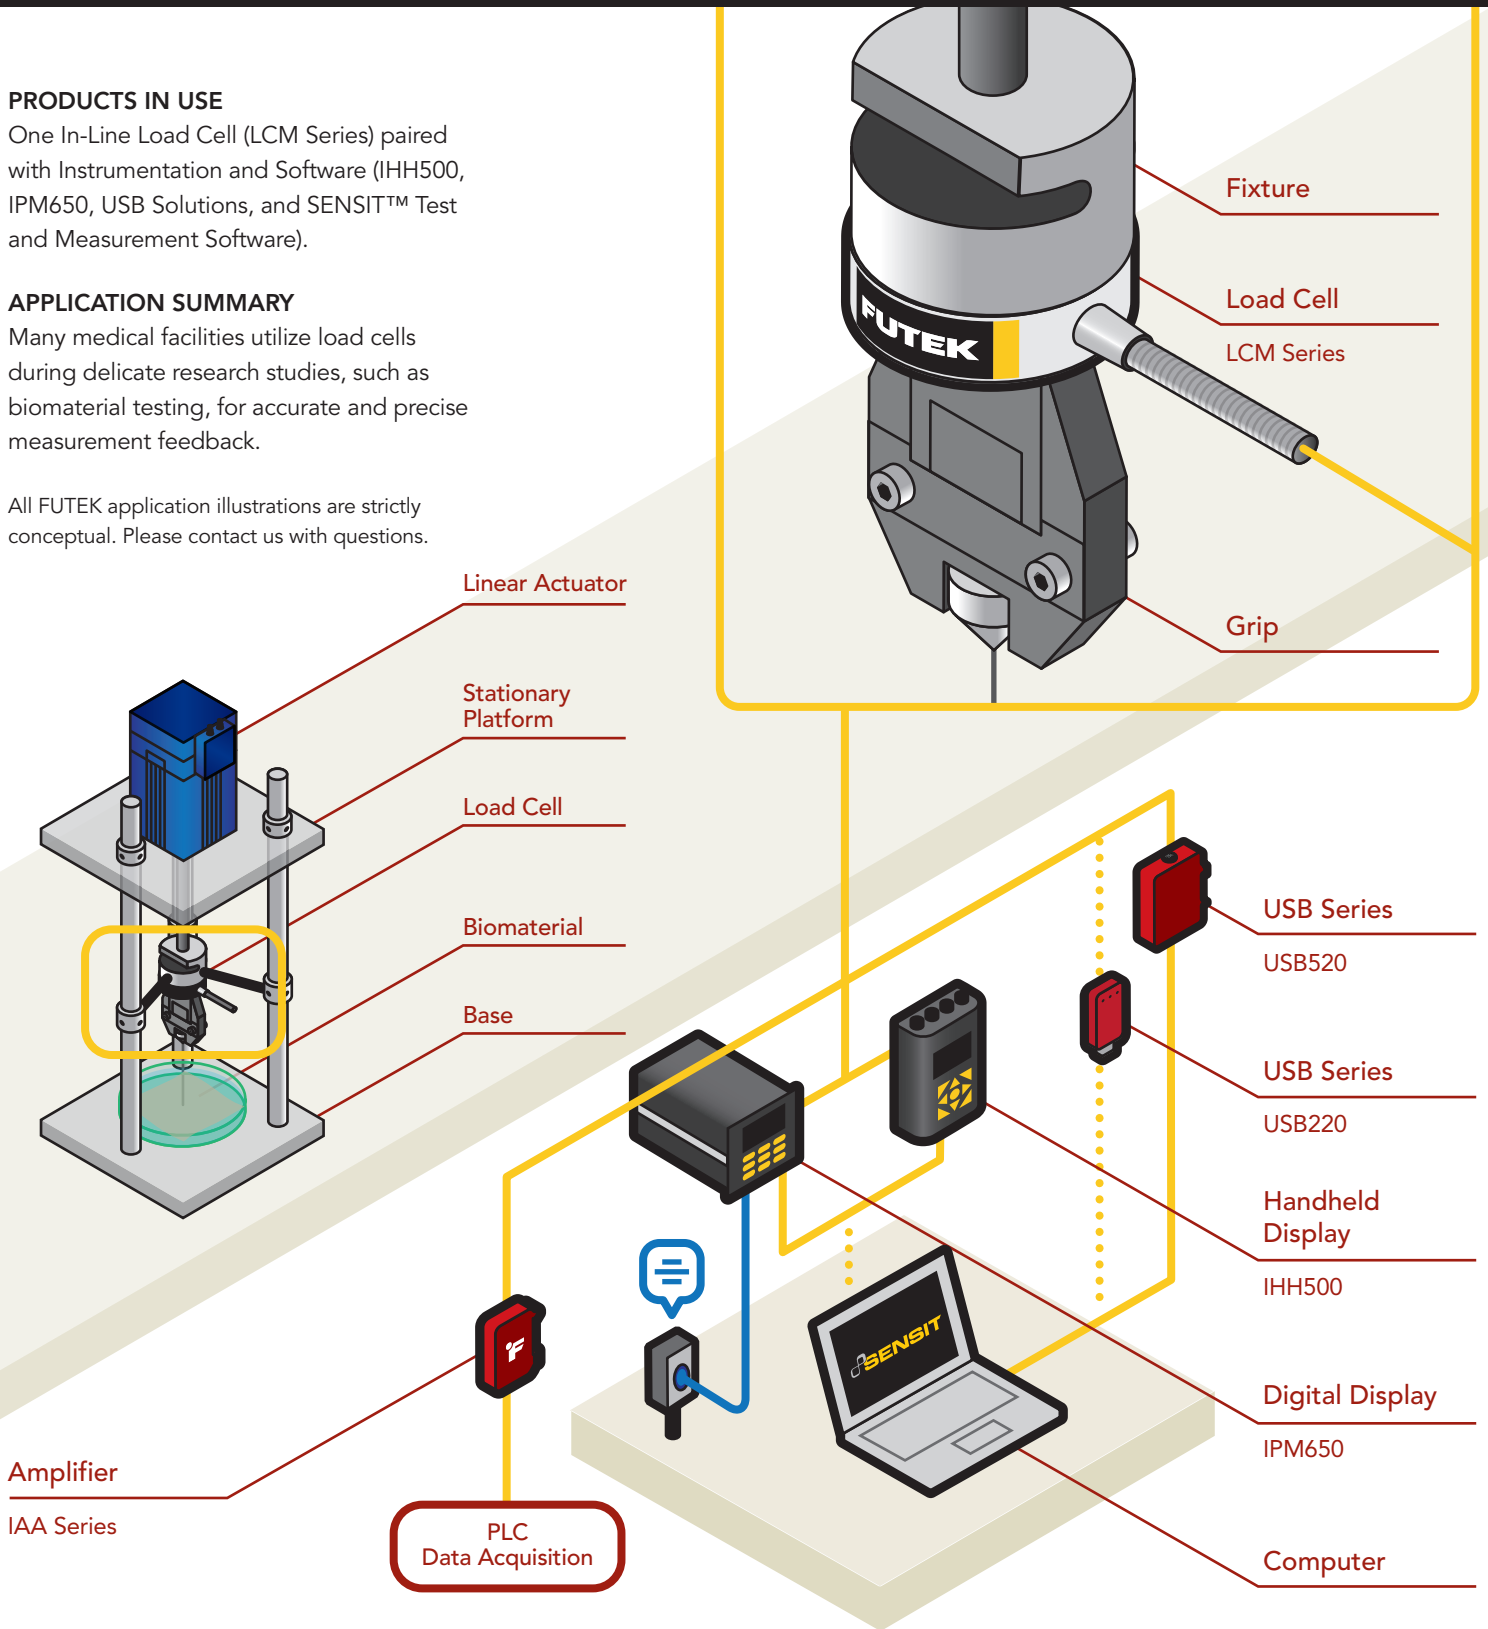 PRODUCTS IN USE
One In-Line Load Cell (LCM Series) paired
with Instrumentation and Software (IHH500,
IPM650, USB Solutions, and SENSIT™ Test
and Measurement Software).
APPLICATION SUMMARY
Many medical facilities utilize load cells
during delicate research studies, such as
biomaterial testing, for accurate and precise
measurement feedback.
All FUTEK application illustrations are strictly
conceptual. Please contact us with questions.
Fixture
Load Cell
LCM Series
FUTEK
Grip
Linear Actuator
Stationary
Platform
Load Cell
Biomaterial
Base
USB Series
USB520
USB Series
USB220
Handheld
Display
IHH500
Digital Display
IPM650
Computer
SENSIT
F
Amplifier
IAA Series
PLC
Data Acquisition